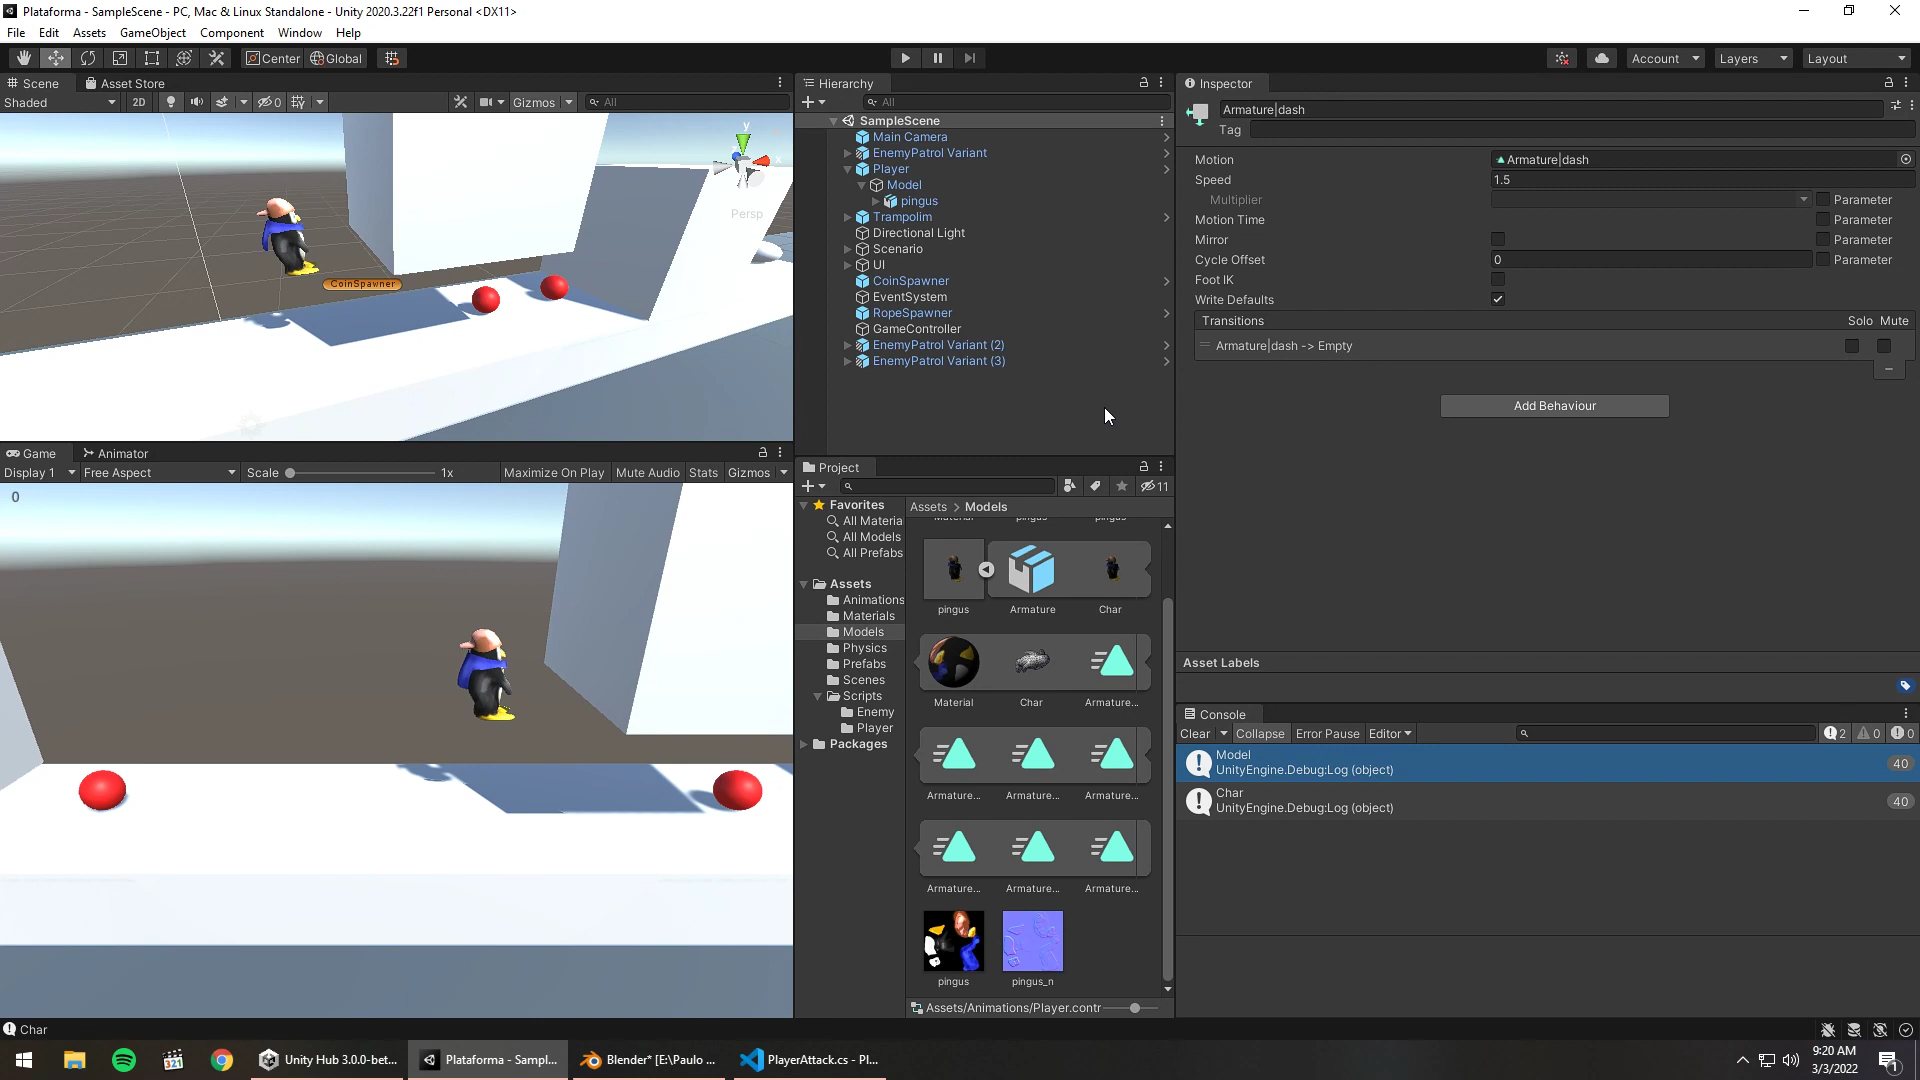 Plataforma - SampleScene - PC, Mac & Linux Standalone - Unity 2020.3.22f1 Personal <DX11>
File Edit Assets GameObject Component Window Help
Center Global
Account Layers Layout
Scene Asset Store
Shaded 2D 0 Gizmos All
y
x
Persp
CoinSpawner
Game Animator
Display 1 Free Aspect Scale 1x Maximize On Play Mute Audio Stats Gizmos
0
Hierarchy
All
SampleScene
Main Camera
EnemyPatrol Variant
Player
Model
pingus
Trampolim
Directional Light
Scenario
UI
CoinSpawner
EventSystem
RopeSpawner
GameController
EnemyPatrol Variant (2)
EnemyPatrol Variant (3)
Project
11
Favorites
All Materia
All Models
All Prefabs
Assets
Animations
Materials
Models
Physics
Prefabs
Scenes
Scripts
Enemy
Player
Packages
Assets > Models
Material pingus pingus
pingus Armature Char
Material Char Armature...
Armature... Armature... Armature...
Armature... Armature... Armature...
pingus pingus_n
Assets/Animations/Player.contr
Inspector
Armature|dash
Tag
Motion Armature|dash
Speed 1.5
Multiplier Parameter
Motion Time Parameter
Mirror Parameter
Cycle Offset 0 Parameter
Foot IK
Write Defaults
Transitions Solo Mute
Armature|dash -> Empty
Add Behaviour
Asset Labels
Console
Clear Collapse Error Pause Editor 2 0 0
Model
UnityEngine.Debug:Log (object) 40
Char
UnityEngine.Debug:Log (object) 40
Char
Unity Hub 3.0.0-bet... Plataforma - Sampl... Blender* [E:\Paulo ... PlayerAttack.cs - Pl...
321
9:20 AM
3/3/2022
1